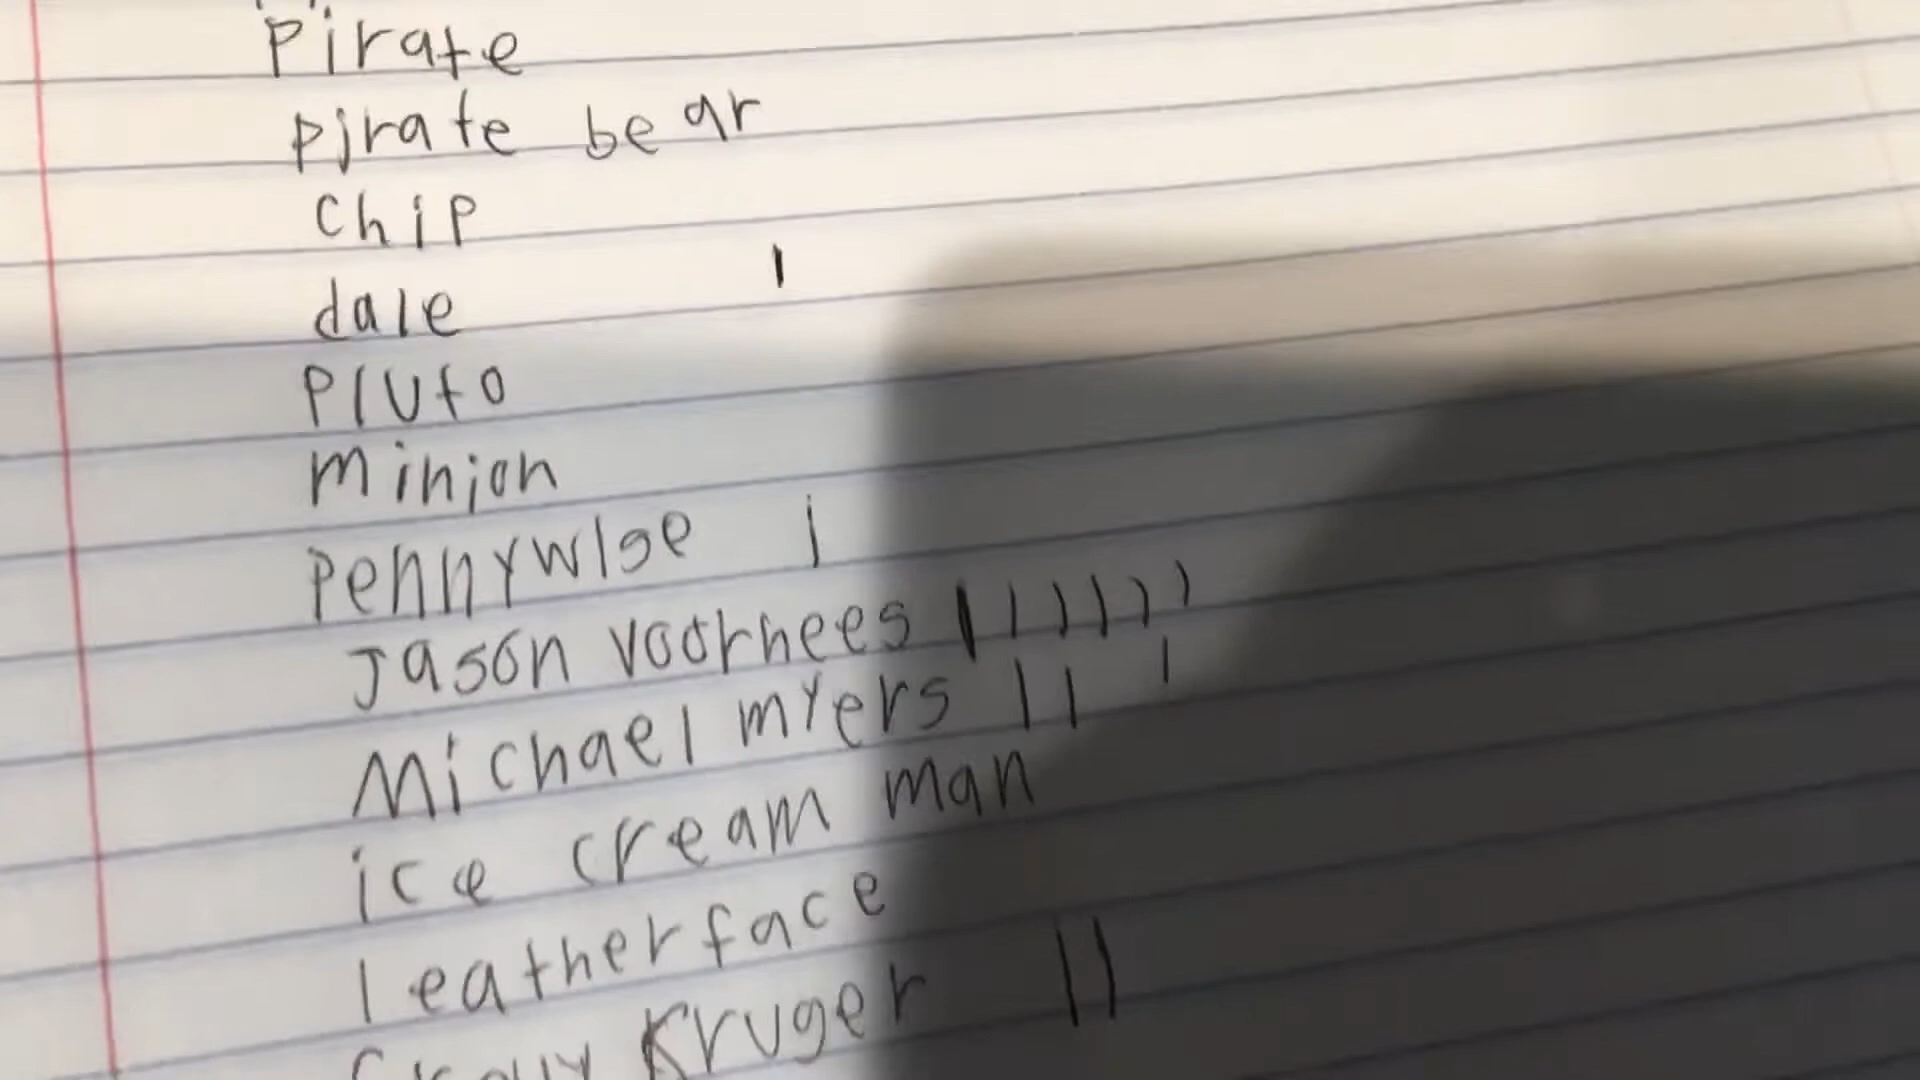 Pirate
Pirate bear
Chip
dale |
Pluto
Minion
Pennywise |
Jason voorhees ||||||
Michael myers || |
ice cream man
leatherface
Kruger ||